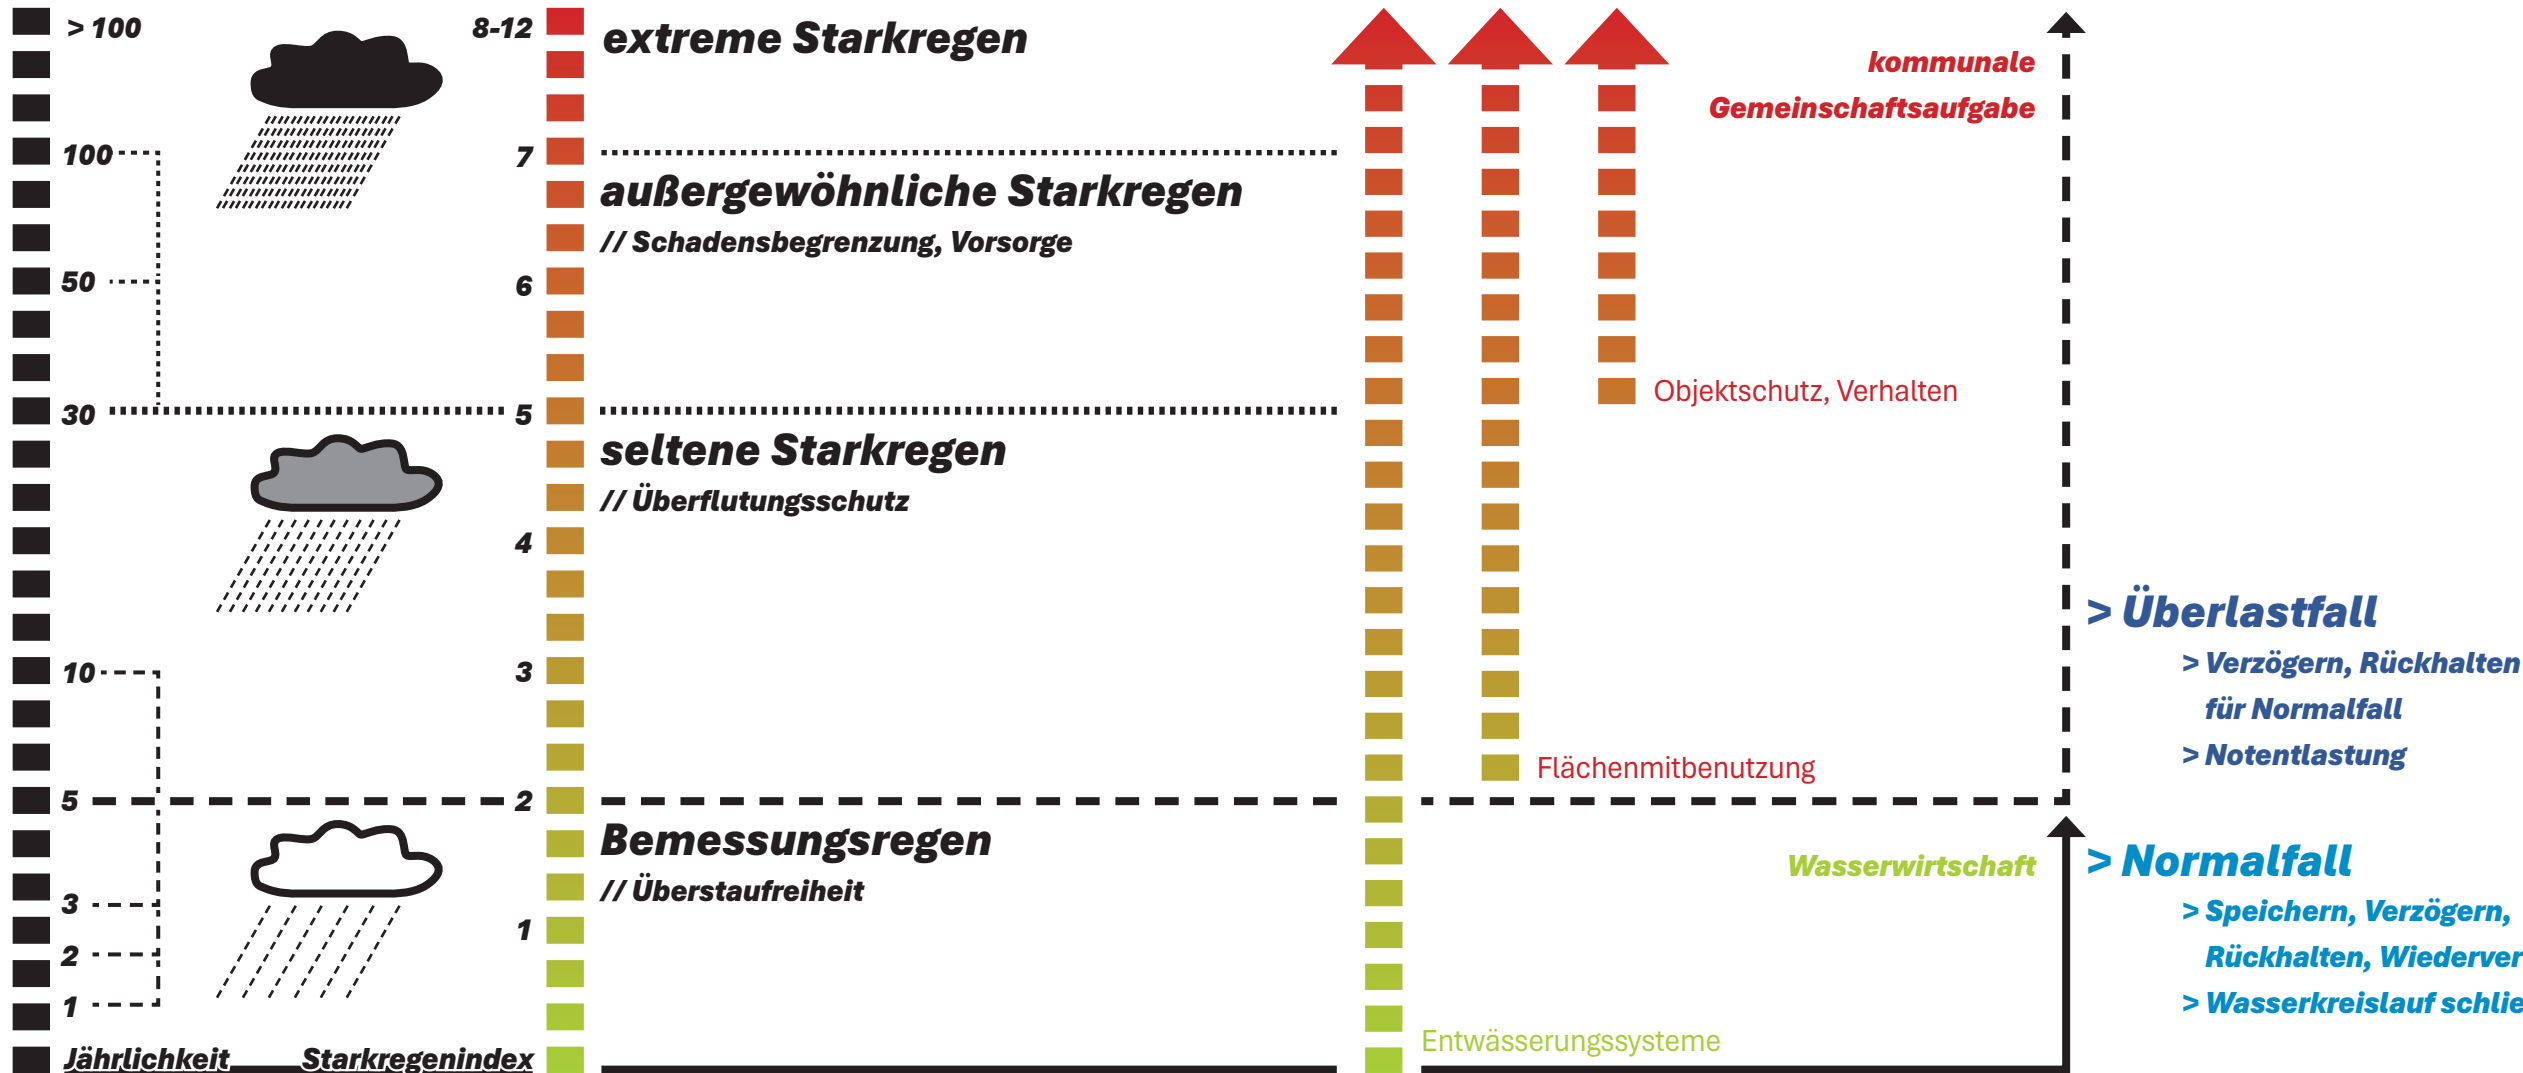 > 100
8-12
extreme Starkregen
kommunale
Gemeinschaftsaufgabe
100
7
außergewöhnliche Starkregen
// Schadensbegrenzung, Vorsorge
50
6
Objektschutz, Verhalten
30
5
seltene Starkregen
// Überflutungsschutz
4
> Überlastfall
> Verzögern, Rückhalten
für Normalfall
> Notentlastung
10
3
Flächenmitbenutzung
5
2
Bemessungsregen
// Überstaufreiheit
Wasserwirtschaft
> Normalfall
> Speichern, Verzögern,
Rückhalten, Wiederver
> Wasserkreislauf schlie
3
1
2
1
Entwässerungssysteme
Jährlichkeit
Starkregenindex